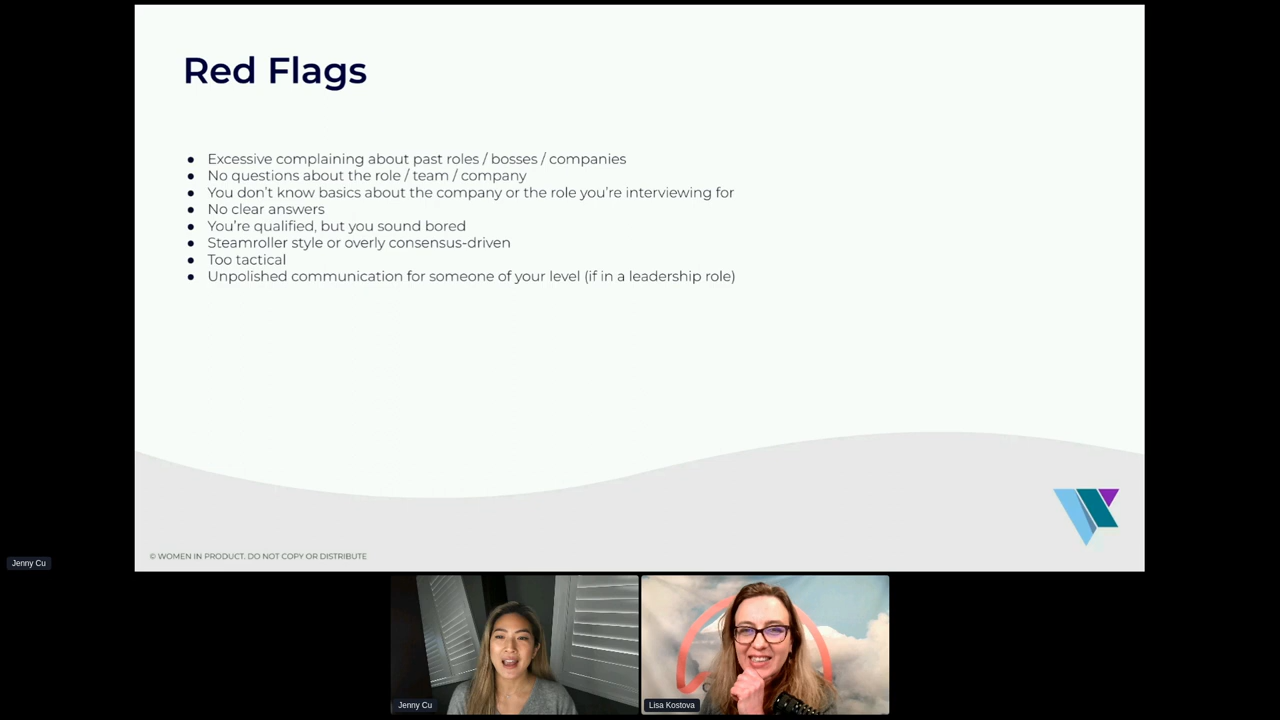 Red Flags
● Excessive complaining about past roles / bosses / companies
● No questions about the role / team / company
● You don’t know basics about the company or the role you’re interviewing for
● No clear answers
● You’re qualified, but you sound bored
● Steamroller style or overly consensus-driven
● Too tactical
● Unpolished communication for someone of your level (if in a leadership role)
© WOMEN IN PRODUCT. DO NOT COPY OR DISTRIBUTE
Jenny Cu
Jenny Cu
Lisa Kostova